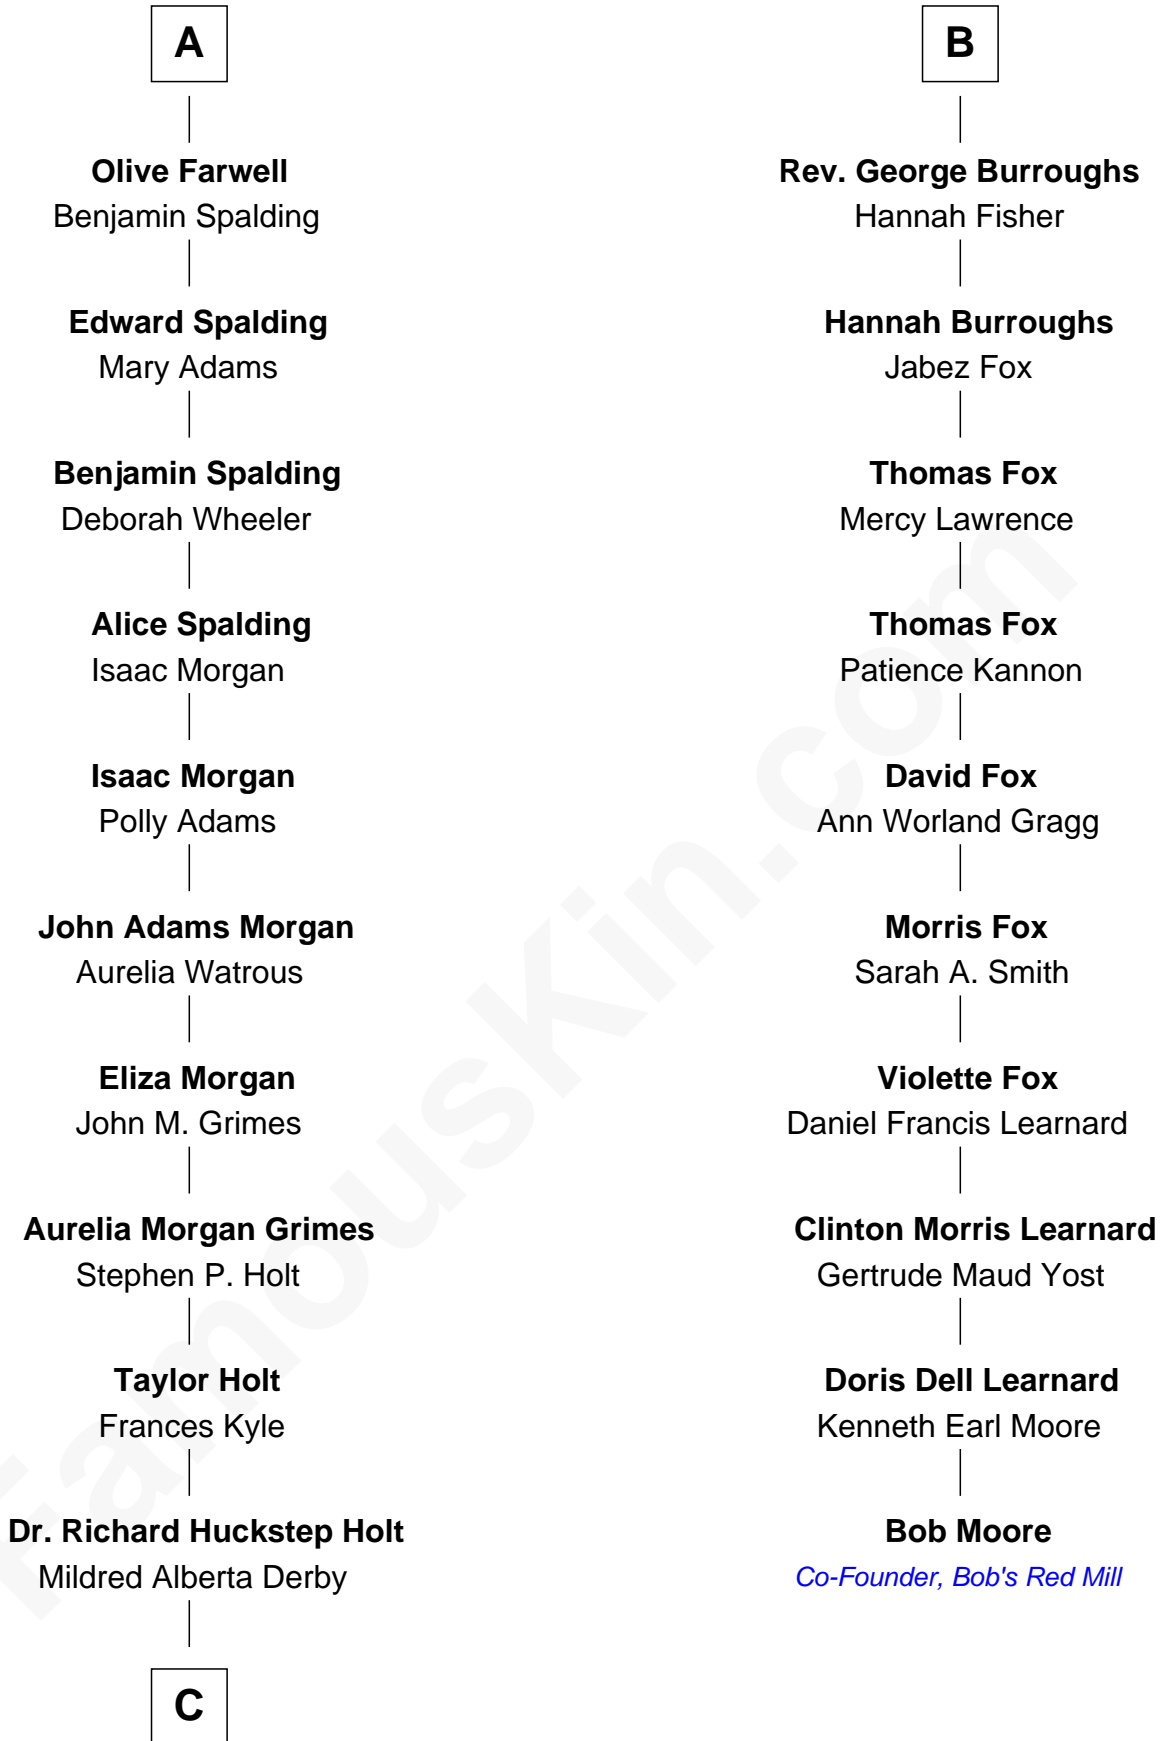 A
Olive Farwell
Benjamin Spalding
Edward Spalding
Mary Adams
Benjamin Spalding
Deborah Wheeler
Alice Spalding
Isaac Morgan
Isaac Morgan
Polly Adams
John Adams Morgan
Aurelia Watrous
Eliza Morgan
John M. Grimes
Aurelia Morgan Grimes
Stephen P. Holt
Taylor Holt
Frances Kyle
Dr. Richard Huckstep Holt
Mildred Alberta Derby
C
B
Rev. George Burroughs
Hannah Fisher
Hannah Burroughs
Jabez Fox
Thomas Fox
Mercy Lawrence
Thomas Fox
Patience Kannon
David Fox
Ann Worland Gragg
Morris Fox
Sarah A. Smith
Violette Fox
Daniel Francis Learnard
Clinton Morris Learnard
Gertrude Maud Yost
Doris Dell Learnard
Kenneth Earl Moore
Bob Moore
Co-Founder, Bob's Red Mill
FamousKin.com